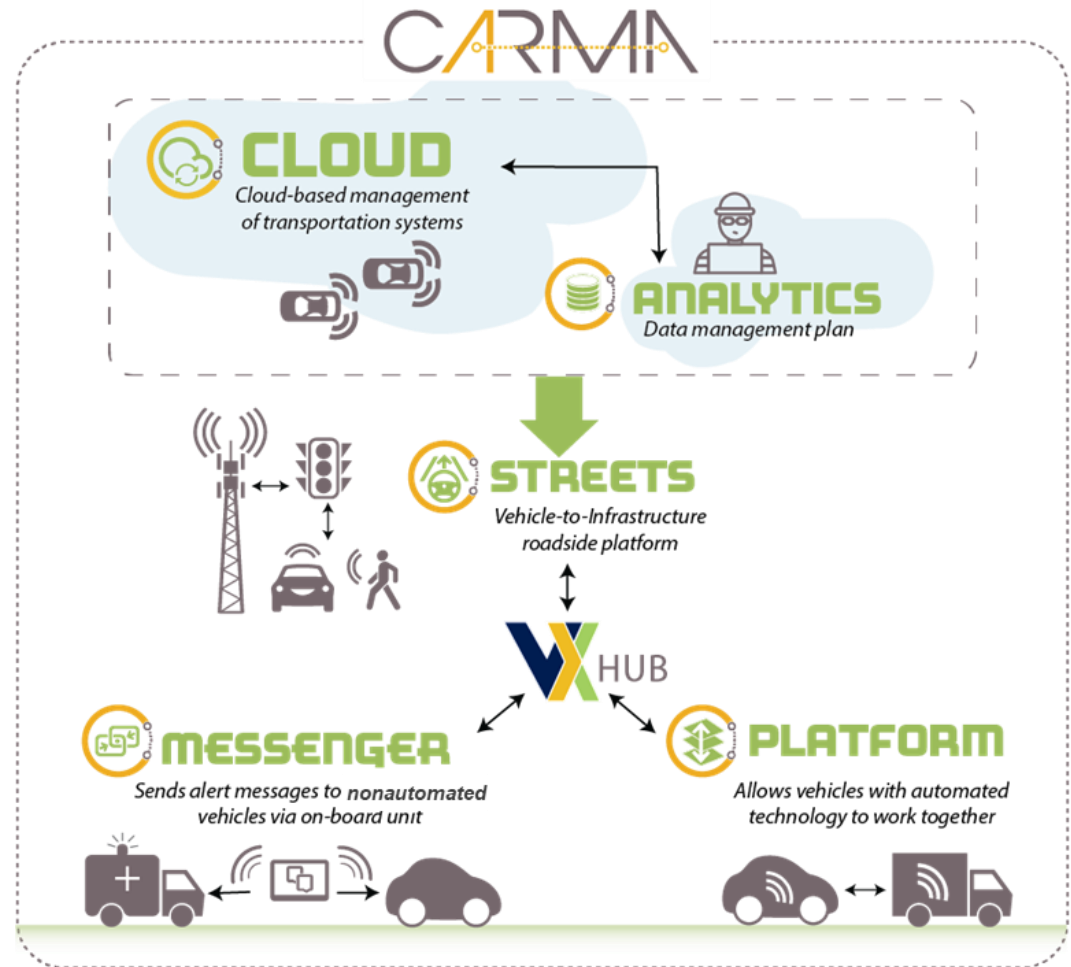 CARMA
CLOUD
Cloud-based management
of transportation systems
ANALYTICS
Data management plan
STREETS
Vehicle-to-Infrastructure
roadside platform
VX HUB
MESSENGER
Sends alert messages to nonautomated
vehicles via on-board unit
PLATFORM
Allows vehicles with automated
technology to work together